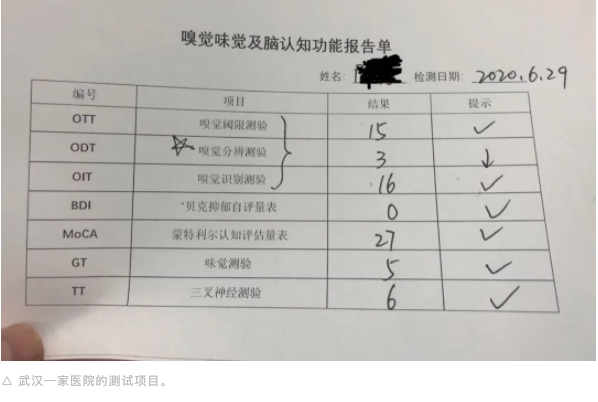 嗅觉味觉及脑认知功能报告单
姓名: 检测日期: 2020.6.29
编号 项目 结果 提示
OTT 嗅觉阈限测验 15 ✓
ODT ☆嗅觉分辨测验 3 ↓
OIT 嗅觉识别测验 16 ✓
BDI 贝克抑郁自评量表 0 ✓
MoCA 蒙特利尔认知评估量表 27 ✓
GT 味觉测验 5 ✓
TT 三叉神经测验 6 ✓
△ 武汉一家医院的测试项目。